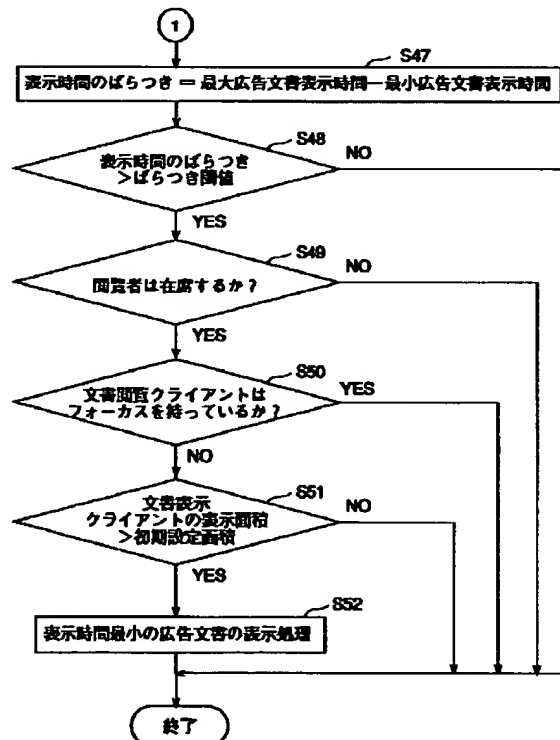 1
S47
表示時間のばらつき = 最大広告文書表示時間-最小広告文書表示時間
S48
表示時間のばらつき
>ばらつき閾値
NO
YES
S49
閲覧者は在席するか?
NO
YES
S50
文書閲覧クライアントは
フォーカスを持っているか?
YES
NO
S51
文書表示
クライアントの表示面積
>初期設定面積
NO
YES
S52
表示時間最小の広告文書の表示処理
終了